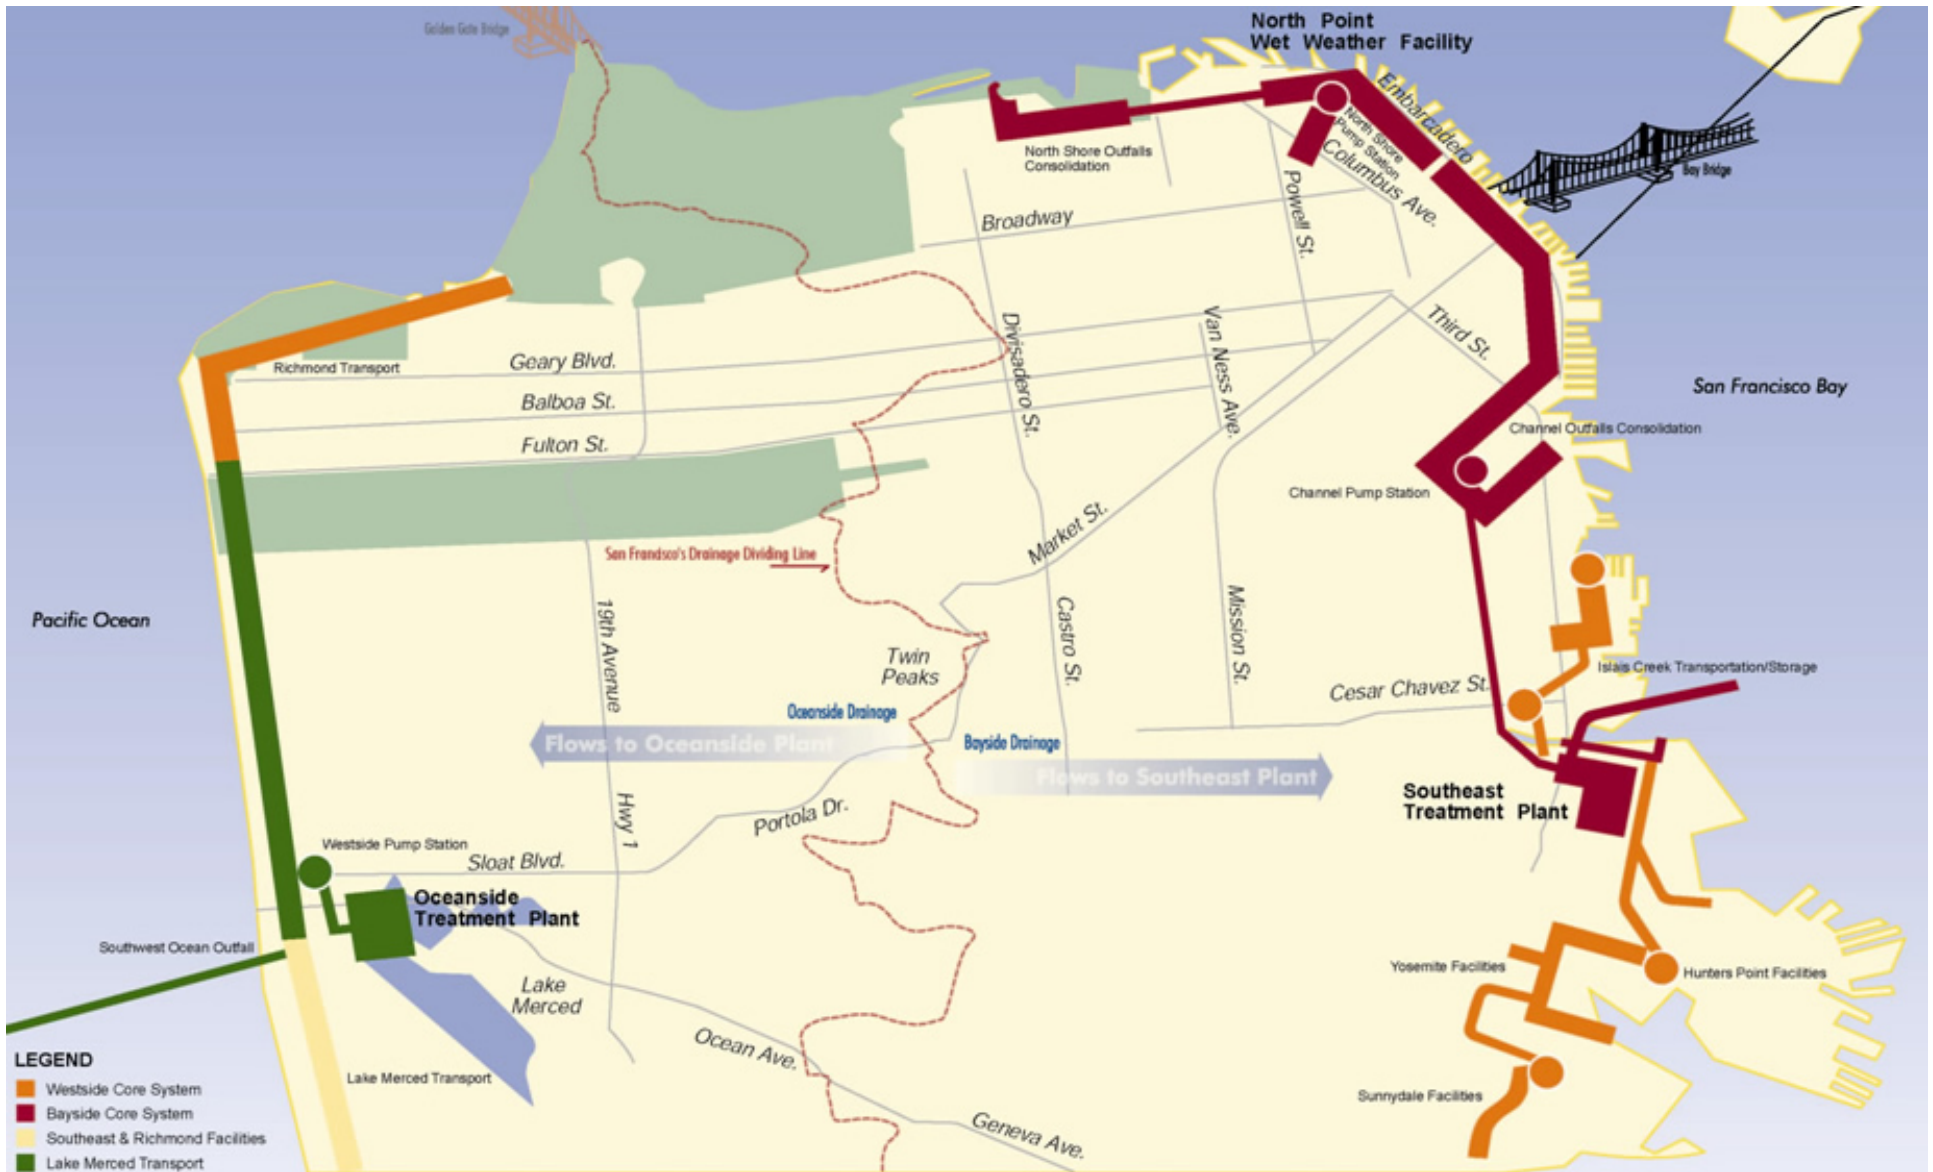 Golden Gate Bridge
North Point
Wet Weather Facility
Embarcadero
North Shore
Pump Station
Columbus Ave.
North Shore Outfalls
Consolidation
Bay Bridge
Powell St.
Broadway
Divisadero St.
Van Ness Ave.
Third St.
Richmond Transport
Geary Blvd.
Balboa St.
Fulton St.
San Francisco Bay
Channel Outfalls Consolidation
Channel Pump Station
Market St.
San Francisco's Drainage Dividing Line
Pacific Ocean
19th Avenue
Castro St.
Mission St.
Twin
Peaks
Islais Creek Transportation/Storage
Cesar Chavez St.
Oceanside Drainage
Flows to Oceanside Plant
Bayside Drainage
Flows to Southeast Plant
Southeast
Treatment Plant
Hwy 1
Portola Dr.
Westside Pump Station
Sloat Blvd.
Oceanside
Treatment Plant
Southwest Ocean Outfall
Lake
Merced
Yosemite Facilities
Hunters Point Facilities
Ocean Ave.
Lake Merced Transport
Sunnydale Facilities
Geneva Ave.
LEGEND
Westside Core System
Bayside Core System
Southeast & Richmond Facilities
Lake Merced Transport